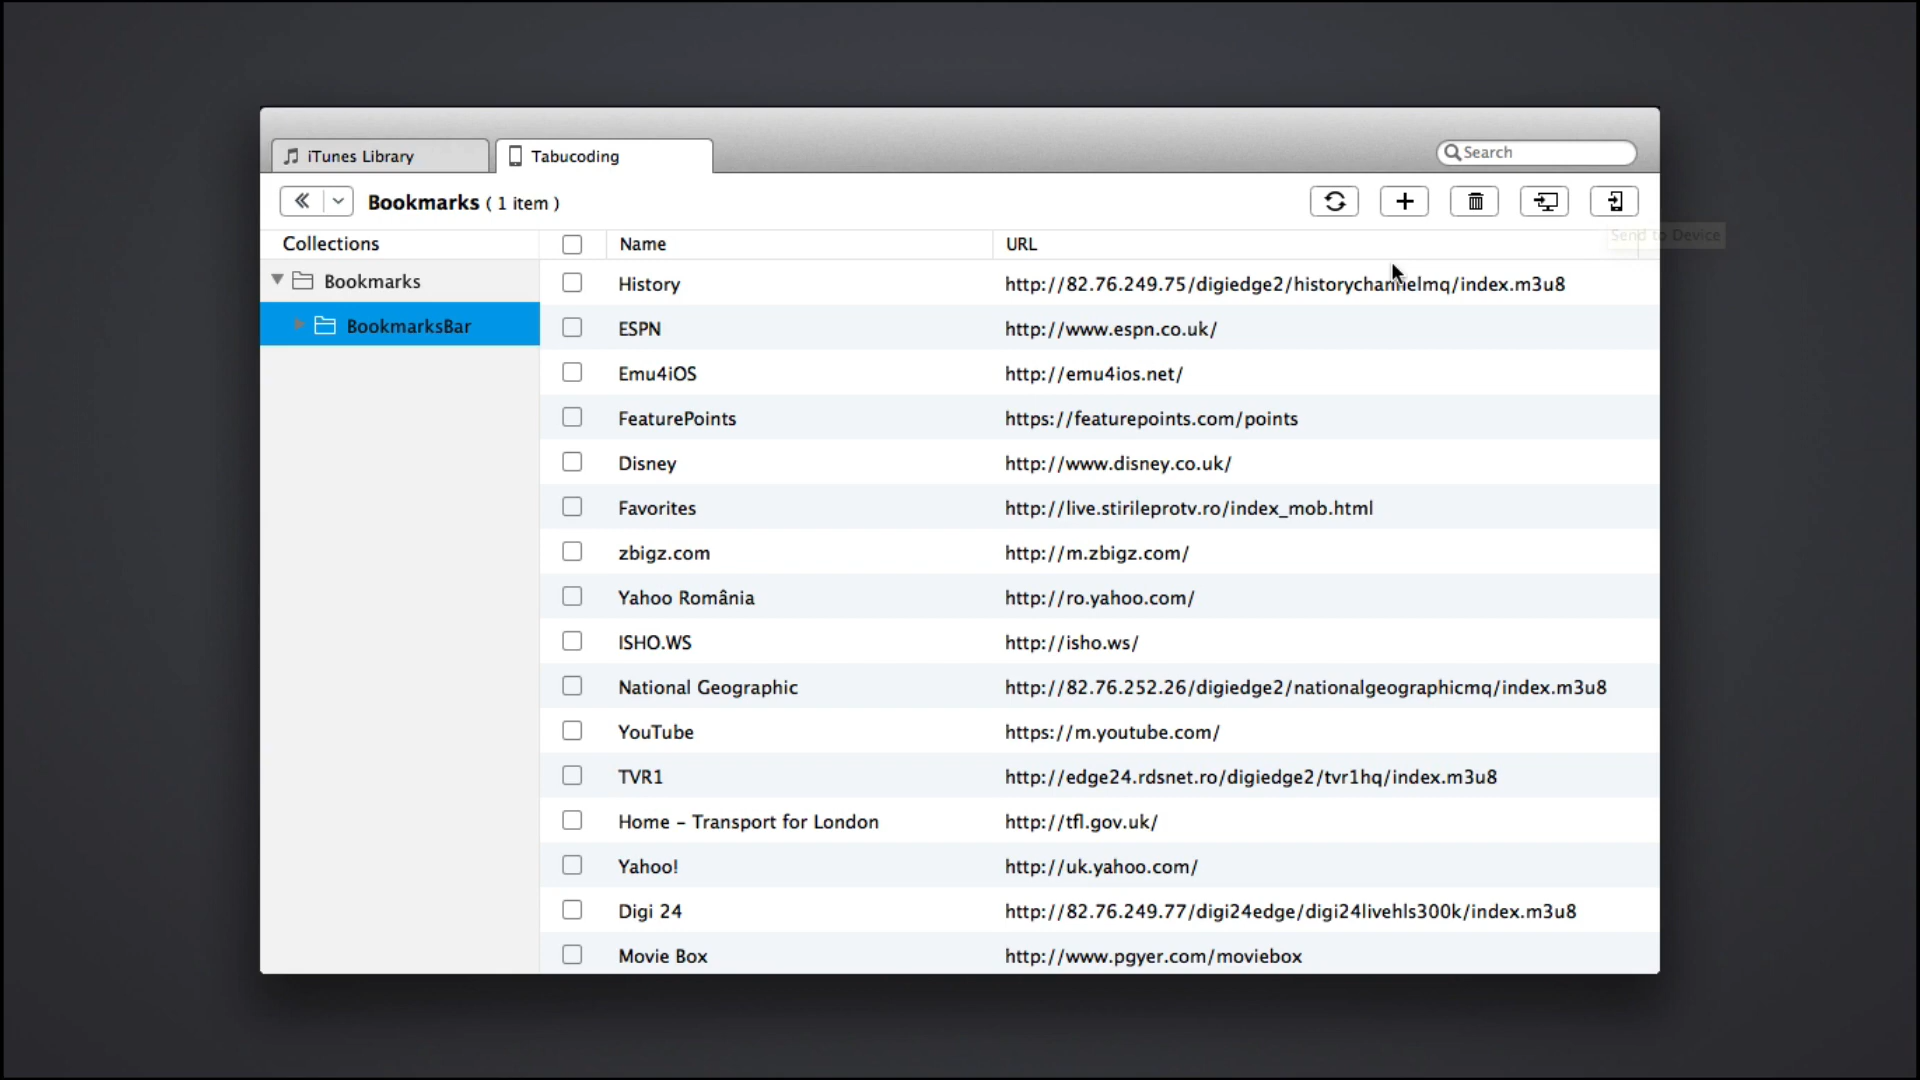 iTunes Library
Tabucoding
Search
Bookmarks ( 1 item )
Send to Device
Collections
Name
URL
Bookmarks
BookmarksBar
History http://82.76.249.75/digiedge2/historychannelmq/index.m3u8
ESPN http://www.espn.co.uk/
Emu4iOS http://emu4ios.net/
FeaturePoints https://featurepoints.com/points
Disney http://www.disney.co.uk/
Favorites http://live.stirileprotv.ro/index_mob.html
zbigz.com http://m.zbigz.com/
Yahoo România http://ro.yahoo.com/
ISHO.WS http://isho.ws/
National Geographic http://82.76.252.26/digiedge2/nationalgeographicmq/index.m3u8
YouTube https://m.youtube.com/
TVR1 http://edge24.rdsnet.ro/digiedge2/tvr1hq/index.m3u8
Home – Transport for London http://tfl.gov.uk/
Yahoo! http://uk.yahoo.com/
Digi 24 http://82.76.249.77/digi24edge/digi24livehls300k/index.m3u8
Movie Box http://www.pgyer.com/moviebox